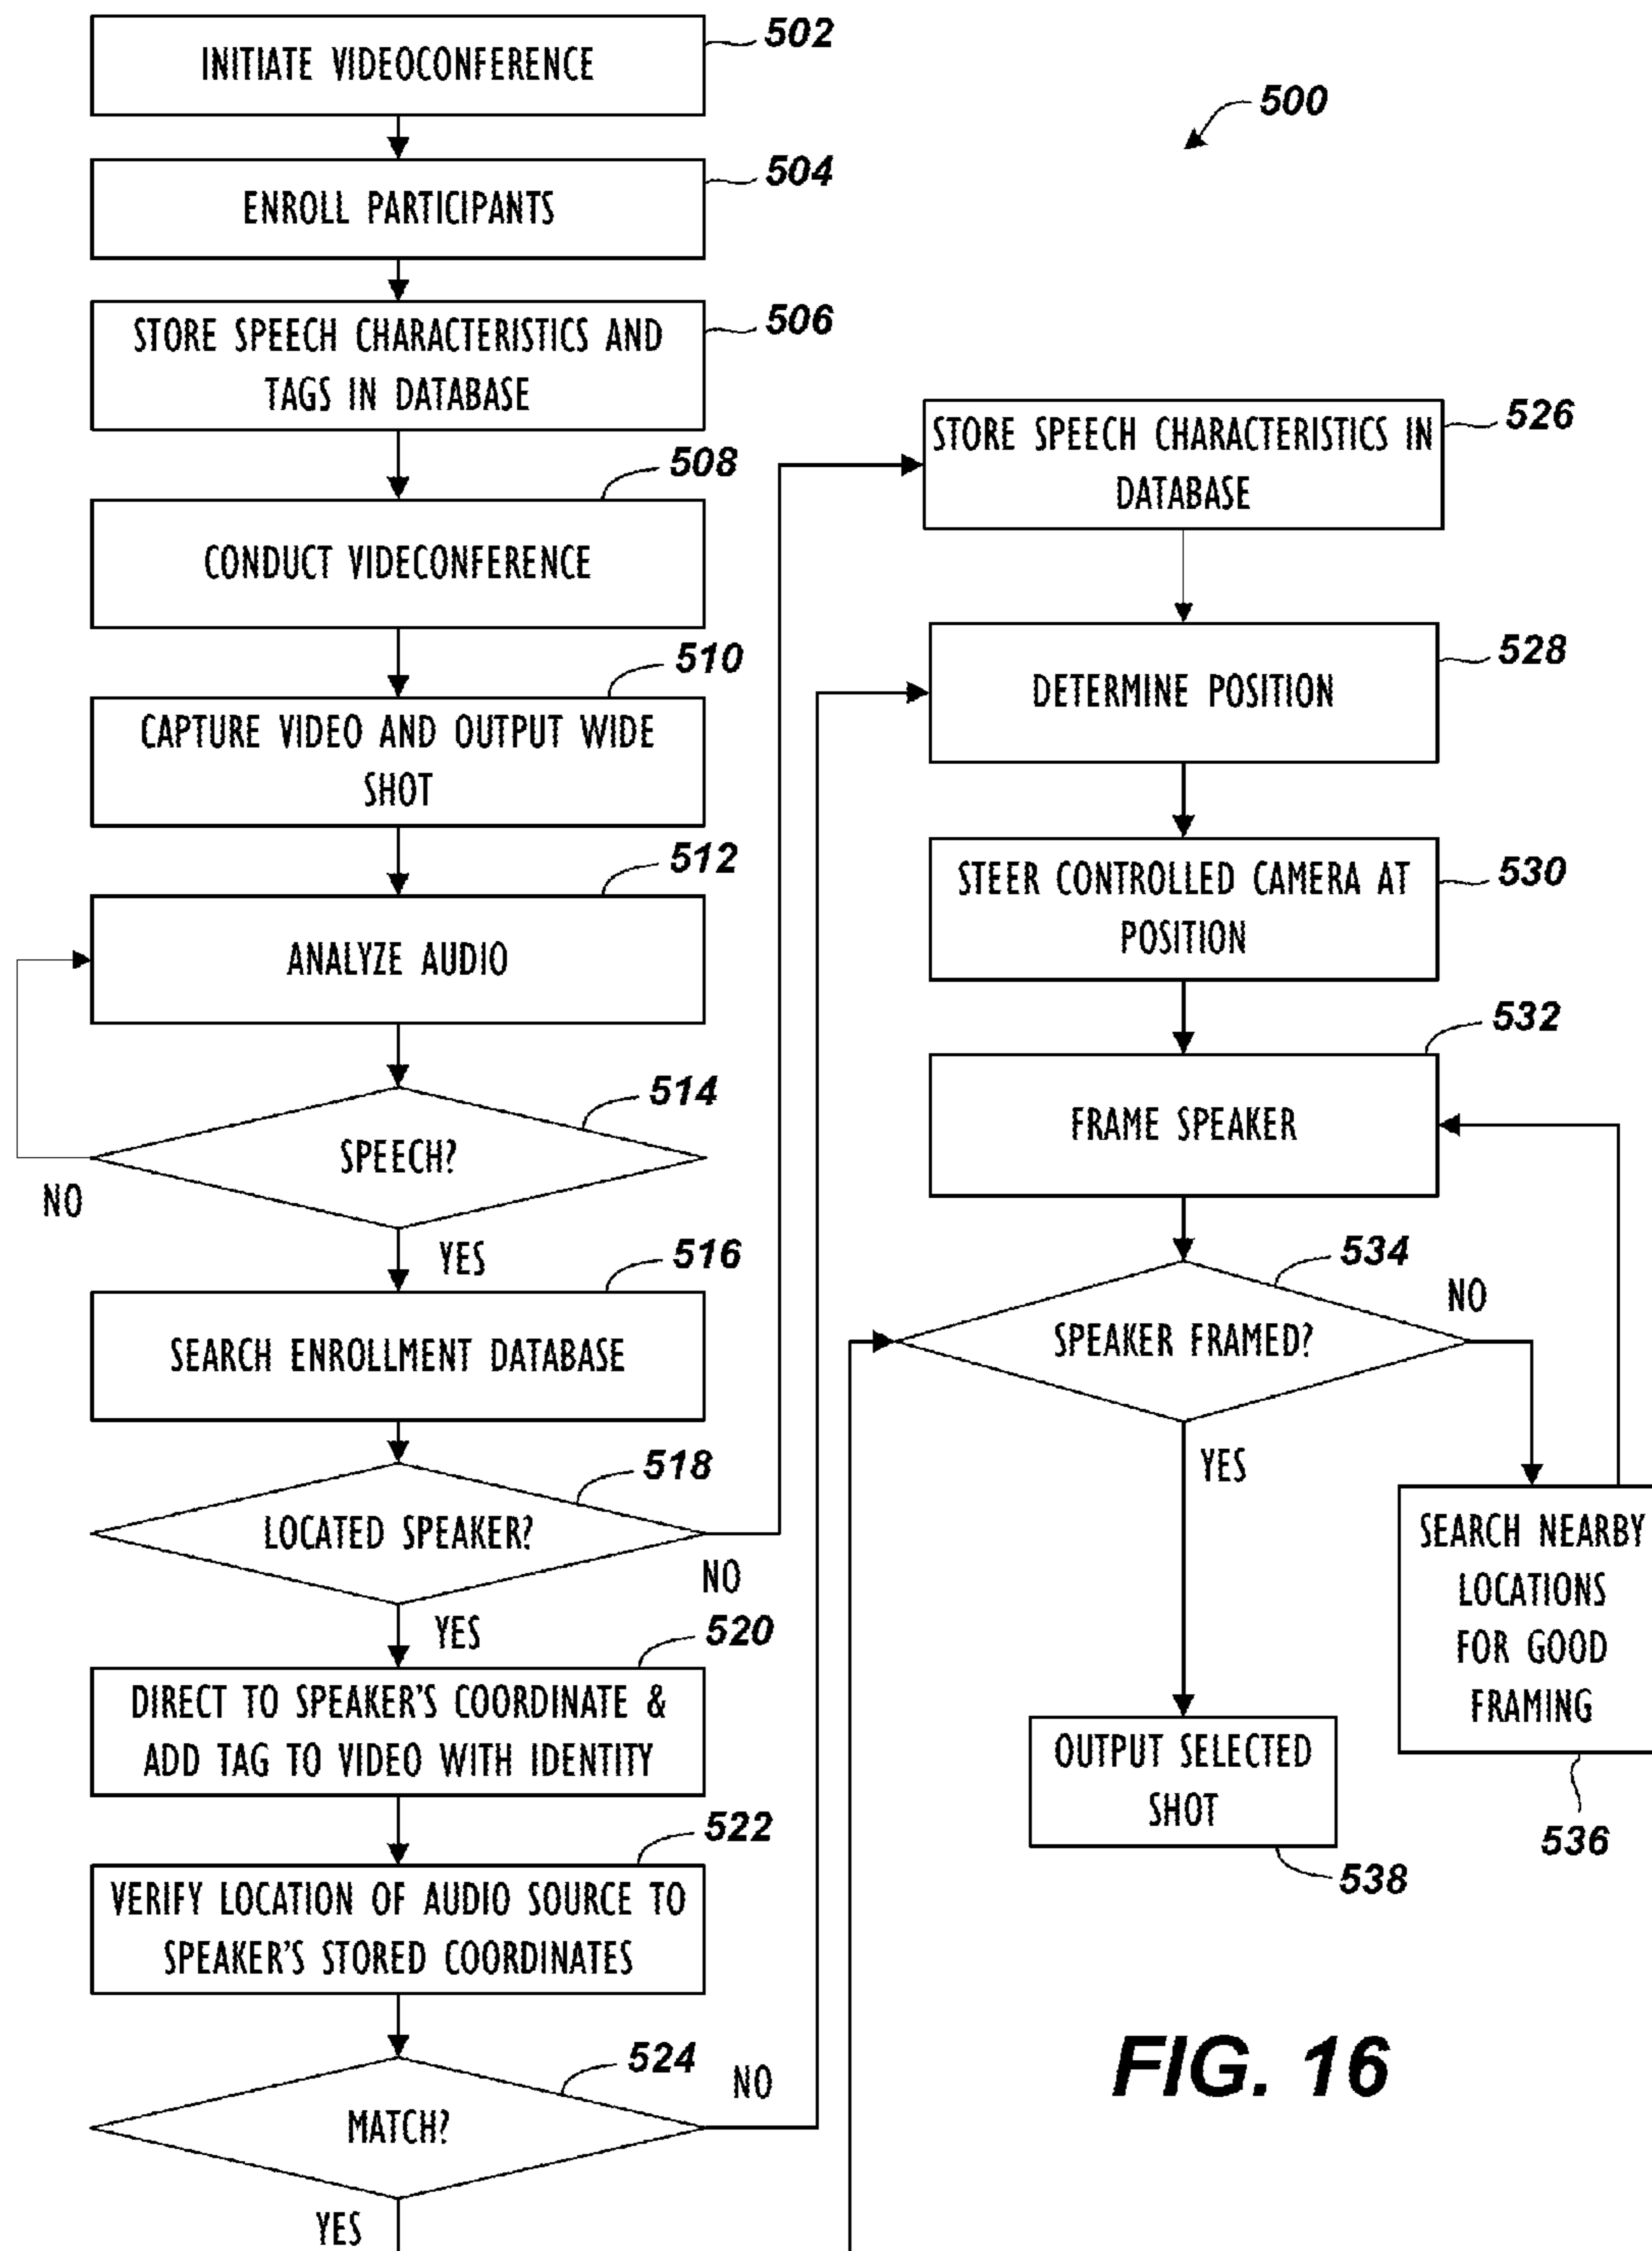 INITIATE VIDEOCONFERENCE
502
500
ENROLL PARTICIPANTS
504
STORE SPEECH CHARACTERISTICS AND
TAGS IN DATABASE
506
508
CONDUCT VIDECONFERENCE
510
CAPTURE VIDEO AND OUTPUT WIDE
SHOT
512
ANALYZE AUDIO
514
SPEECH?
NO
YES
516
SEARCH ENROLLMENT DATABASE
518
LOCATED SPEAKER?
NO
YES
520
DIRECT TO SPEAKER'S COORDINATE &
ADD TAG TO VIDEO WITH IDENTITY
522
VERIFY LOCATION OF AUDIO SOURCE TO
SPEAKER'S STORED COORDINATES
524
NO
MATCH?
YES
526
STORE SPEECH CHARACTERISTICS IN
DATABASE
528
DETERMINE POSITION
530
STEER CONTROLLED CAMERA AT
POSITION
532
FRAME SPEAKER
534
NO
SPEAKER FRAMED?
YES
SEARCH NEARBY
LOCATIONS
FOR GOOD
FRAMING
536
OUTPUT SELECTED
SHOT
538
FIG. 16